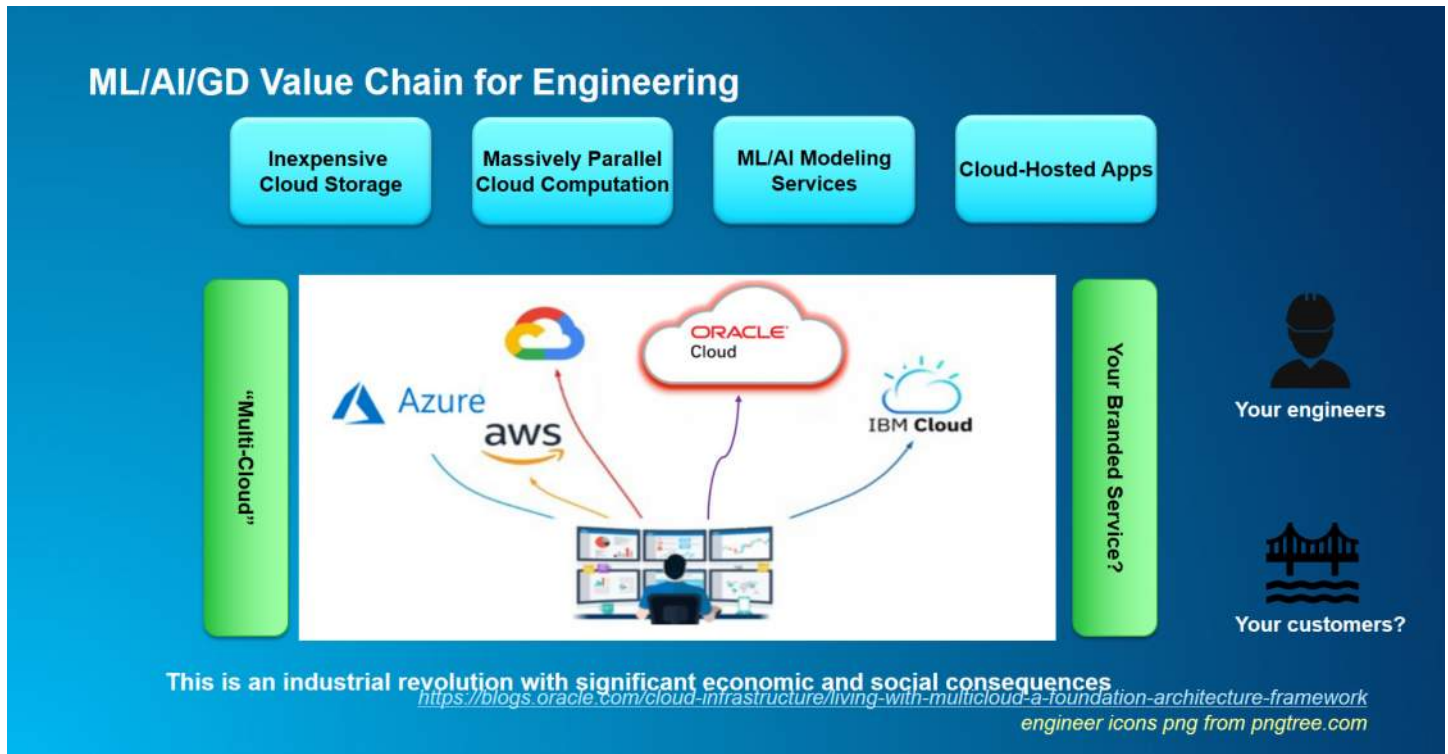 ML/AI/GD Value Chain for Engineering
Inexpensive
Cloud Storage
Massively Parallel
Cloud Computation
ML/AI Modeling
Services
Cloud-Hosted Apps
“Multi-Cloud”
Azure
aws
ORACLE
Cloud
IBM Cloud
Your Branded Service?
Your engineers
Your customers?
This is an industrial revolution with significant economic and social consequences
https://blogs.oracle.com/cloud-infrastructure/living-with-multicloud-a-foundation-architecture-framework
engineer icons png from pngtree.com